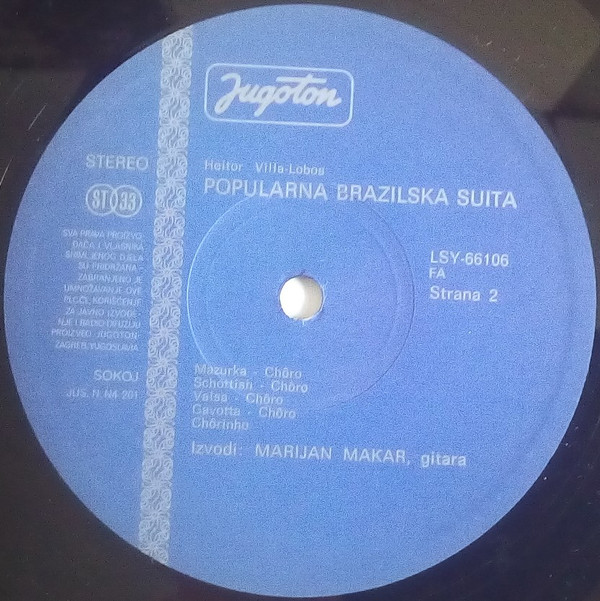 Jugoton
STEREO
ST 33
Heitor Villa-Lobos
POPULARNA BRAZILSKA SUITA
LSY-66106
FA
Strana 2
SVA PRAVA PROIZVO-
ĐAČA I VLASNIKA
SNIMLJENOG DJELA
SU PRIDRŽANA -
ZABRANJENO JE
UMNOŽAVANJE OVE
PLOČE, KORIŠĆENJE
ZA JAVNO IZVOĐE-
NJE I RADIO DIFUZIJU
PROIZVEO JUGOTON-
ZAGREB, YUGOSLAVIA
SOKOJ
JUS. N. N4 201
Mazurka - Chôro
Schottish - Chôro
Valsa - Chôro
Gavotta - Chôro
Chôrinho
Izvodi: MARIJAN MAKAR, gitara